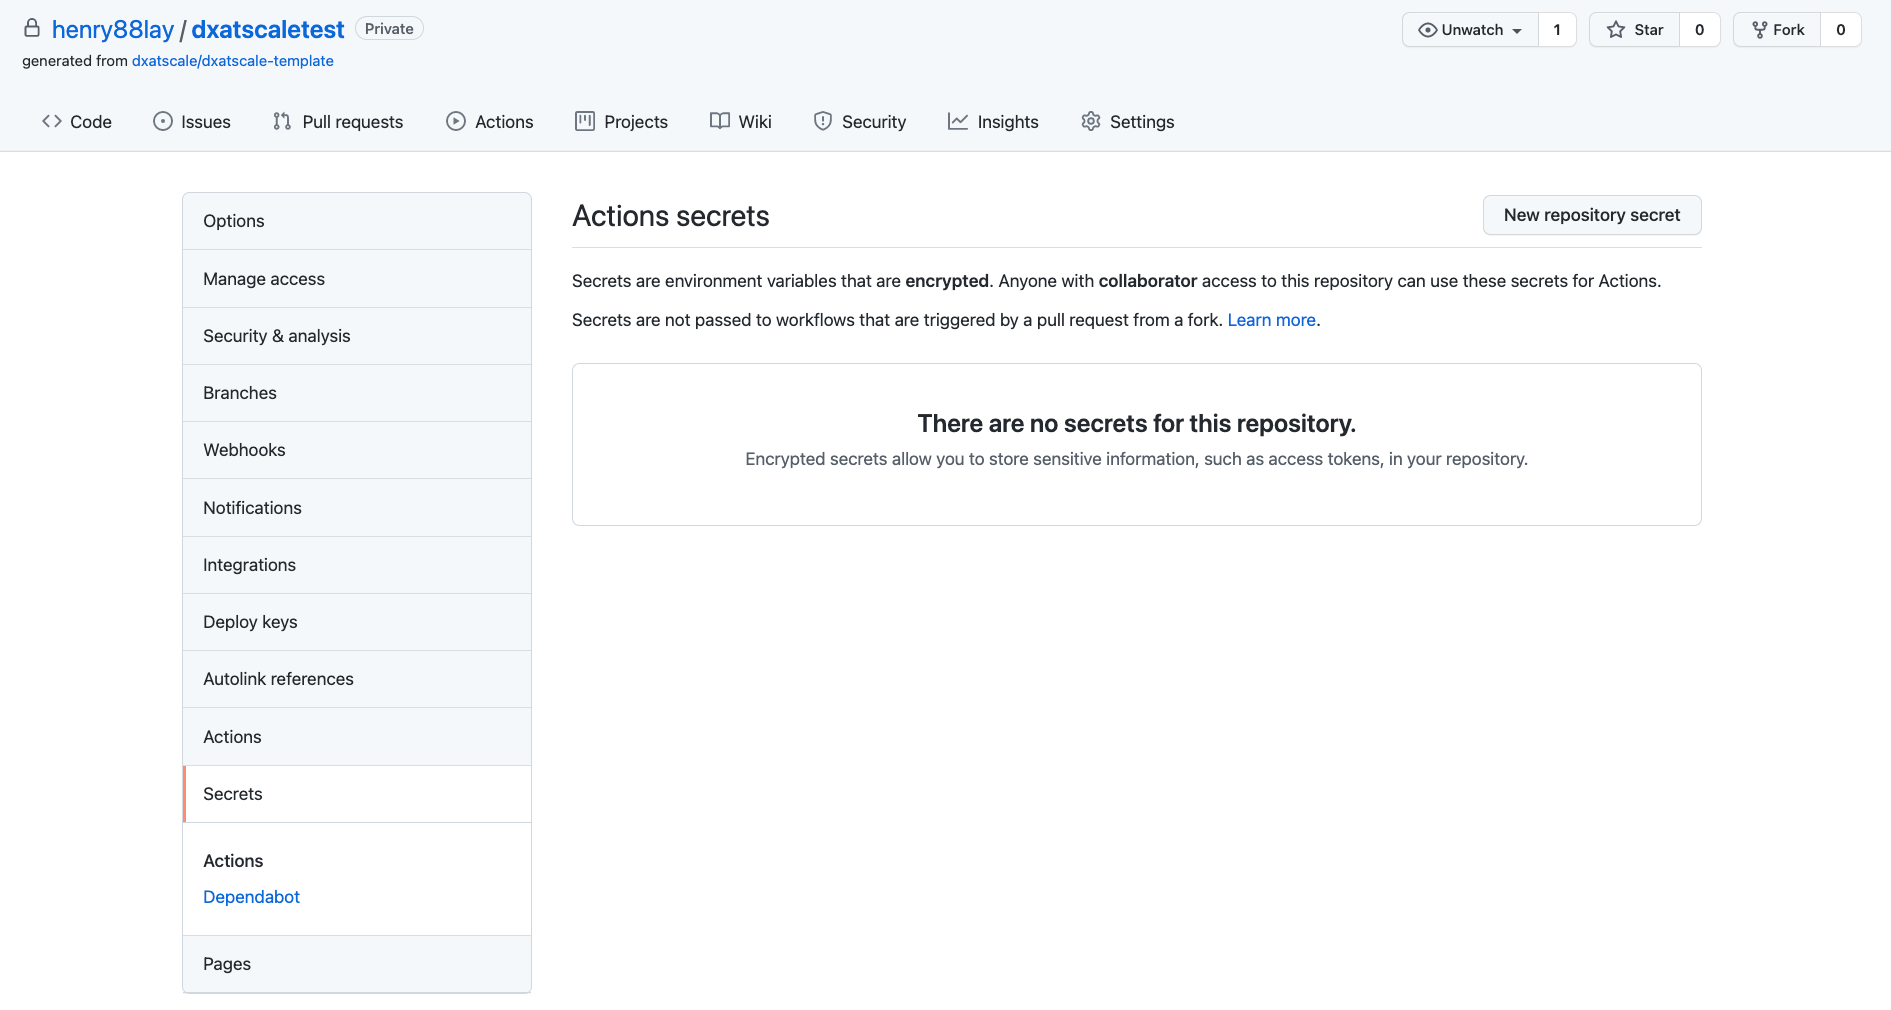 henry88lay / dxatscaletest Private
Unwatch 1 Star 0 Fork 0
generated from dxatscale/dxatscale-template
Code Issues Pull requests Actions Projects Wiki Security Insights Settings
Options
Manage access
Security & analysis
Branches
Webhooks
Notifications
Integrations
Deploy keys
Autolink references
Actions
Secrets
Actions
Dependabot
Pages
Actions secrets
New repository secret
Secrets are environment variables that are encrypted. Anyone with collaborator access to this repository can use these secrets for Actions.
Secrets are not passed to workflows that are triggered by a pull request from a fork. Learn more.
There are no secrets for this repository.
Encrypted secrets allow you to store sensitive information, such as access tokens, in your repository.